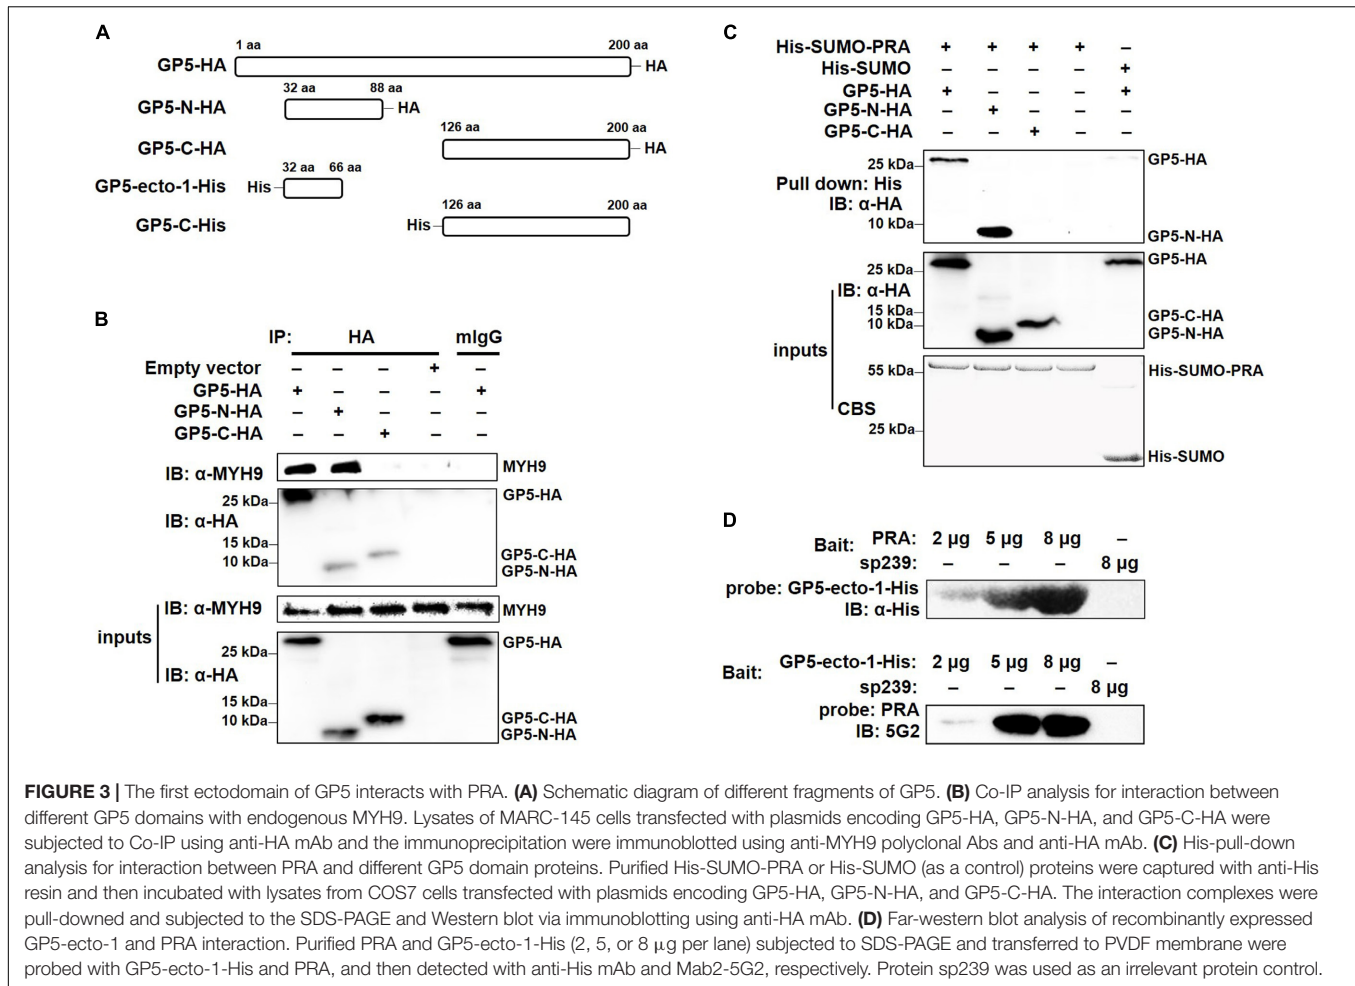 A
1 aa 200 aa
GP5-HA HA
32 aa 88 aa
GP5-N-HA HA
126 aa 200 aa
GP5-C-HA HA
32 aa 66 aa
GP5-ecto-1-His His
126 aa 200 aa
GP5-C-His His
B
IP: HA mIgG
Empty vector – – – + –
GP5-HA + – – – +
GP5-N-HA – + – – –
GP5-C-HA – – + – –
IB: α-MYH9 MYH9
25 kDa GP5-HA
IB: α-HA
15 kDa
10 kDa GP5-C-HA
GP5-N-HA
inputs
IB: α-MYH9 MYH9
GP5-HA
25 kDa
IB: α-HA
15 kDa
10 kDa GP5-C-HA
GP5-N-HA
C
His-SUMO-PRA + + + + –
His-SUMO – – – – +
GP5-HA + – – – +
GP5-N-HA – + – – –
GP5-C-HA – – + – –
25 kDa GP5-HA
Pull down: His
IB: α-HA
10 kDa
GP5-N-HA
GP5-HA
25 kDa
inputs
IB: α-HA
15 kDa GP5-C-HA
10 kDa GP5-N-HA
55 kDa His-SUMO-PRA
CBS
25 kDa
His-SUMO
D
Bait: PRA: 2 µg 5 µg 8 µg –
sp239: – – – 8 µg
probe: GP5-ecto-1-His
IB: α-His
Bait: GP5-ecto-1-His: 2 µg 5 µg 8 µg –
sp239: – – – 8 µg
probe: PRA
IB: 5G2
FIGURE 3 | The first ectodomain of GP5 interacts with PRA. (A) Schematic diagram of different fragments of GP5. (B) Co-IP analysis for interaction between
different GP5 domains with endogenous MYH9. Lysates of MARC-145 cells transfected with plasmids encoding GP5-HA, GP5-N-HA, and GP5-C-HA were
subjected to Co-IP using anti-HA mAb and the immunoprecipitation were immunoblotted using anti-MYH9 polyclonal Abs and anti-HA mAb. (C) His-pull-down
analysis for interaction between PRA and different GP5 domain proteins. Purified His-SUMO-PRA or His-SUMO (as a control) proteins were captured with anti-His
resin and then incubated with lysates from COS7 cells transfected with plasmids encoding GP5-HA, GP5-N-HA, and GP5-C-HA. The interaction complexes were
pull-downed and subjected to the SDS-PAGE and Western blot via immunoblotting using anti-HA mAb. (D) Far-western blot analysis of recombinantly expressed
GP5-ecto-1 and PRA interaction. Purified PRA and GP5-ecto-1-His (2, 5, or 8 µg per lane) subjected to SDS-PAGE and transferred to PVDF membrane were
probed with GP5-ecto-1-His and PRA, and then detected with anti-His mAb and Mab2-5G2, respectively. Protein sp239 was used as an irrelevant protein control.